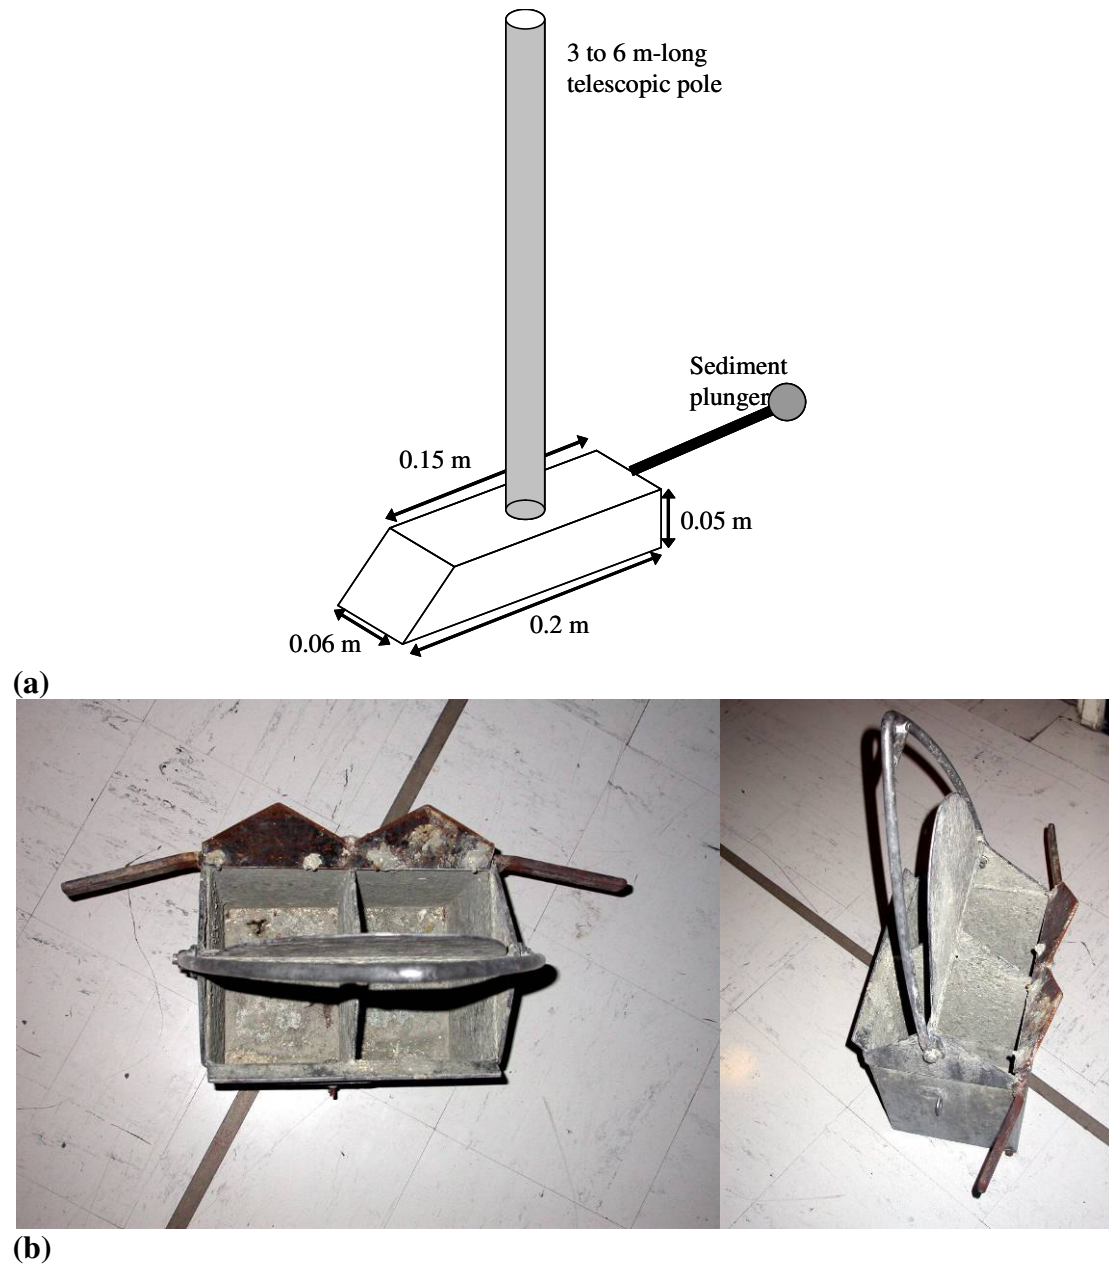 3 to 6 m-long
telescopic pole
Sediment
plunger
0.15 m
0.05 m
0.2 m
0.06 m
(a)
(b)